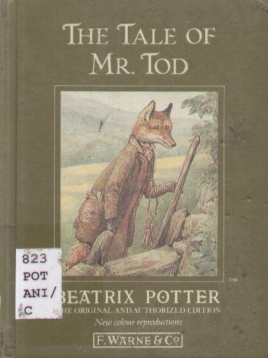 THE TALE OF
MR. TOD
823
POT
ANI/
C
BEATRIX POTTER
THE ORIGINAL AND AUTHORIZED EDITION
New colour reproductions
F. WARNE & Co
TM